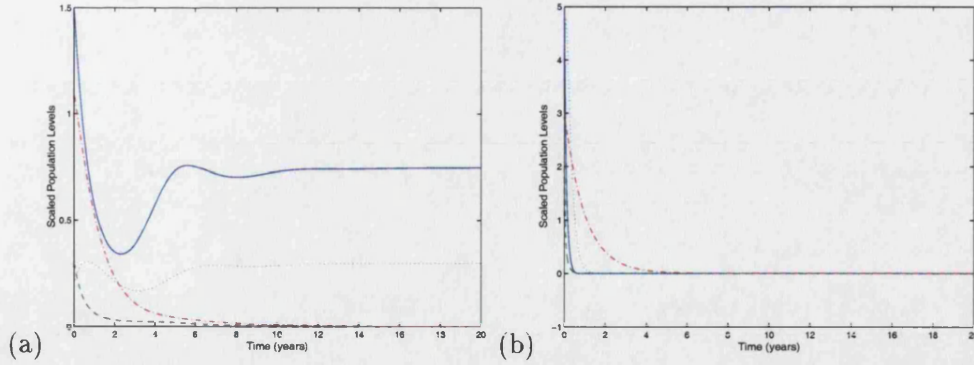 1.5
1
0.5
0
Scaled Population Levels
0 2 4 6 8 10 12 14 16 18 20
Time (years)
(a)
5
4
3
2
1
0
−1
Scaled Population Levels
0 2 4 6 8 10 12 14 16 18 20
Time (years)
(b)